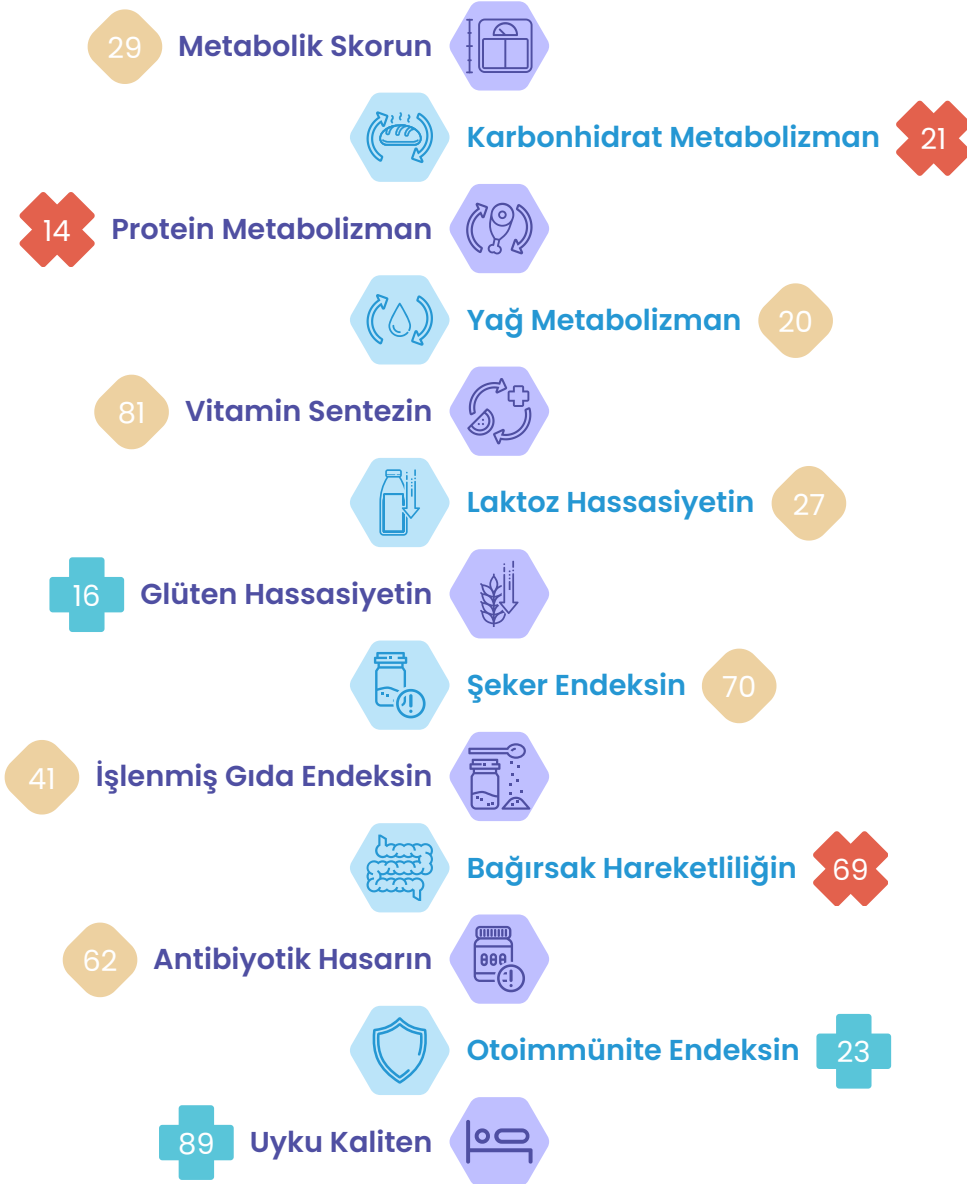 29 Metabolik Skorun
Karbonhidrat Metabolizman 21
14 Protein Metabolizman
Yağ Metabolizman 20
81 Vitamin Sentezin
Laktoz Hassasiyetin 27
16 Glüten Hassasiyetin
Şeker Endeksin 70
41 İşlenmiş Gıda Endeksin
Bağırsak Hareketliliğin 69
62 Antibiyotik Hasarın
Otoimmünite Endeksin 23
89 Uyku Kaliten